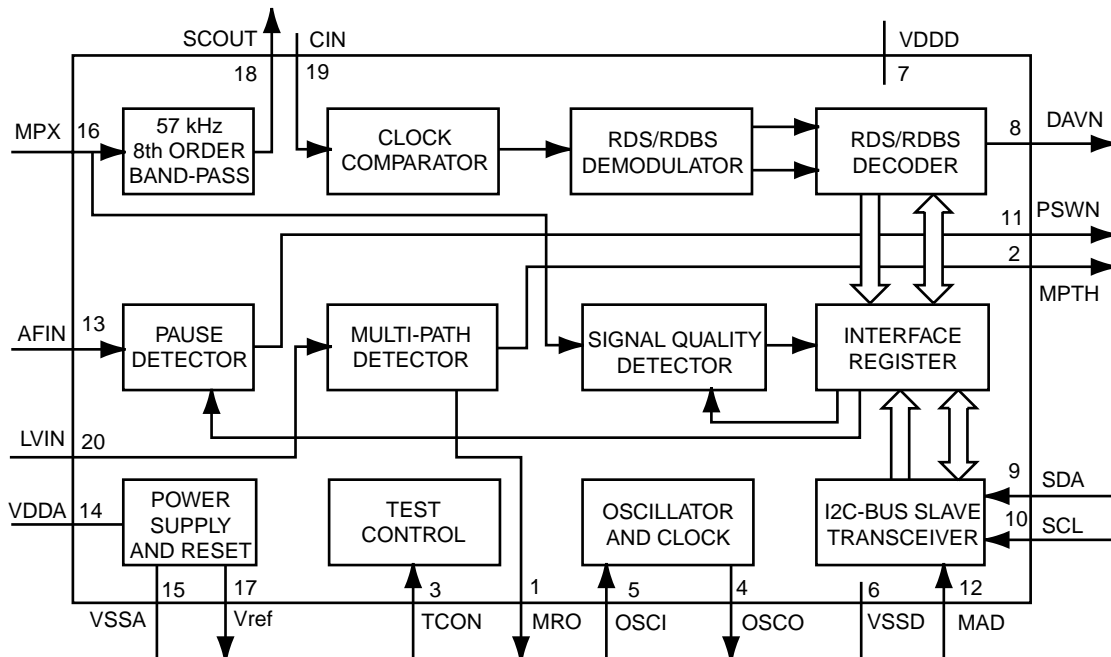 SCOUT
CIN
VDDD
18
19
7
MPX
16
57 kHz
8th ORDER
BAND-PASS
CLOCK
COMPARATOR
RDS/RDBS
DEMODULATOR
RDS/RDBS
DECODER
8
DAVN
11
PSWN
2
MPTH
AFIN
13
PAUSE
DETECTOR
MULTI-PATH
DETECTOR
SIGNAL QUALITY
DETECTOR
INTERFACE
REGISTER
LVIN
20
VDDA
14
POWER
SUPPLY
AND RESET
TEST
CONTROL
OSCILLATOR
AND CLOCK
I2C-BUS SLAVE
TRANSCEIVER
9
SDA
10
SCL
15
17
3
1
5
4
6
12
VSSA
Vref
TCON
MRO
OSCI
OSCO
VSSD
MAD